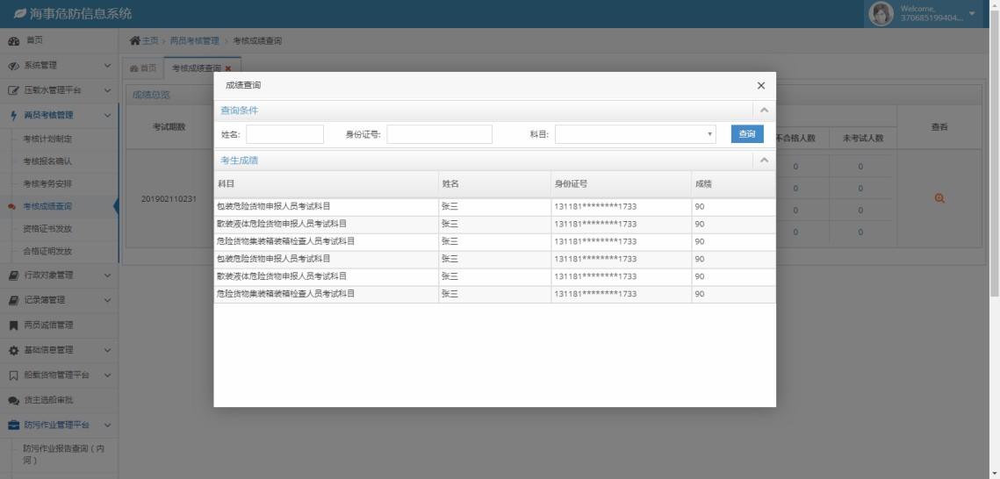 海事危防信息系统
Welcome,
370685199404...
首页
系统管理
压载水管理平台
两员考核管理
考核计划制定
考核报名确认
考核考务安排
考核成绩查询
资格证书发放
合格证明发放
行政对象管理
记录簿管理
两员诚信管理
基础信息管理
船载货物管理平台
货主选船审批
防污作业管理平台
防污作业报告查询（内
河）
主页 > 两员考核管理 > 考核成绩查询
首页 考核成绩查询
成绩总览
考试期数
查看
不合格人数 未考试人数
201902110231
0 0
0 0
0 0
0 0
成绩查询
查询条件
姓名: 身份证号: 科目: 查询
考生成绩
科目 姓名 身份证号 成绩
包装危险货物申报人员考试科目 张三 131181********1733 90
散装液体危险货物申报人员考试科目 张三 131181********1733 90
危险货物集装箱装箱检查人员考试科目 张三 131181********1733 90
包装危险货物申报人员考试科目 张三 131181********1733 90
散装液体危险货物申报人员考试科目 张三 131181********1733 90
危险货物集装箱装箱检查人员考试科目 张三 131181********1733 90